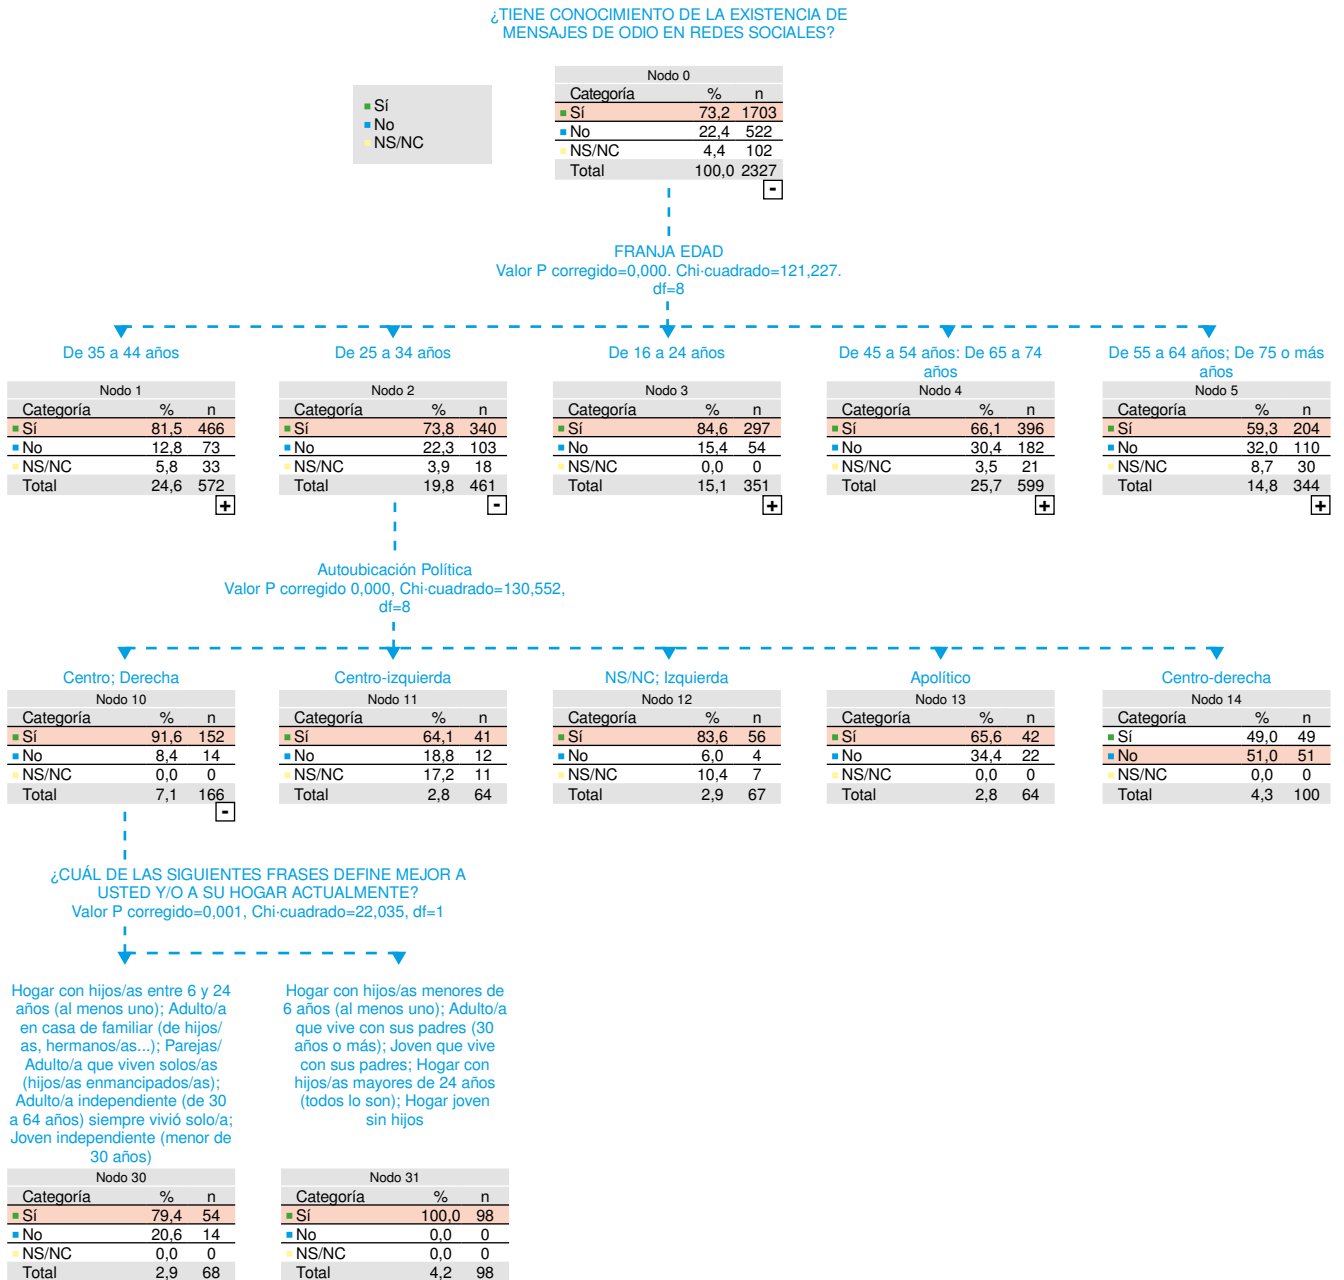 ¿TIENE CONOCIMIENTO DE LA EXISTENCIA DE
MENSAJES DE ODIO EN REDES SOCIALES?
Sí
No
NS/NC
Nodo 0
Categoría % n
Sí 73,2 1703
No 22,4 522
NS/NC 4,4 102
Total 100,0 2327
-
FRANJA EDAD
Valor P corregido=0,000. Chi-cuadrado=121,227.
df=8
De 35 a 44 años
Nodo 1
Categoría % n
Sí 81,5 466
No 12,8 73
NS/NC 5,8 33
Total 24,6 572
+
De 25 a 34 años
Nodo 2
Categoría % n
Sí 73,8 340
No 22,3 103
NS/NC 3,9 18
Total 19,8 461
-
De 16 a 24 años
Nodo 3
Categoría % n
Sí 84,6 297
No 15,4 54
NS/NC 0,0 0
Total 15,1 351
+
De 45 a 54 años: De 65 a 74
años
Nodo 4
Categoría % n
Sí 66,1 396
No 30,4 182
NS/NC 3,5 21
Total 25,7 599
+
De 55 a 64 años; De 75 o más
años
Nodo 5
Categoría % n
Sí 59,3 204
No 32,0 110
NS/NC 8,7 30
Total 14,8 344
+
Autoubicación Política
Valor P corregido 0,000, Chi-cuadrado=130,552,
df=8
Centro; Derecha
Nodo 10
Categoría % n
Sí 91,6 152
No 8,4 14
NS/NC 0,0 0
Total 7,1 166
-
Centro-izquierda
Nodo 11
Categoría % n
Sí 64,1 41
No 18,8 12
NS/NC 17,2 11
Total 2,8 64
NS/NC; Izquierda
Nodo 12
Categoría % n
Sí 83,6 56
No 6,0 4
NS/NC 10,4 7
Total 2,9 67
Apolítico
Nodo 13
Categoría % n
Sí 65,6 42
No 34,4 22
NS/NC 0,0 0
Total 2,8 64
Centro-derecha
Nodo 14
Categoría % n
Sí 49,0 49
No 51,0 51
NS/NC 0,0 0
Total 4,3 100
¿CUÁL DE LAS SIGUIENTES FRASES DEFINE MEJOR A
USTED Y/O A SU HOGAR ACTUALMENTE?
Valor P corregido=0,001, Chi-cuadrado=22,035, df=1
Hogar con hijos/as entre 6 y 24
años (al menos uno); Adulto/a
en casa de familiar (de hijos/
as, hermanos/as...); Parejas/
Adulto/a que viven solos/as
(hijos/as enmancipados/as);
Adulto/a independiente (de 30
a 64 años) siempre vivió solo/a;
Joven independiente (menor de
30 años)
Nodo 30
Categoría % n
Sí 79,4 54
No 20,6 14
NS/NC 0,0 0
Total 2,9 68
Hogar con hijos/as menores de
6 años (al menos uno); Adulto/a
que vive con sus padres (30
años o más); Joven que vive
con sus padres; Hogar con
hijos/as mayores de 24 años
(todos lo son); Hogar joven
sin hijos
Nodo 31
Categoría % n
Sí 100,0 98
No 0,0 0
NS/NC 0,0 0
Total 4,2 98